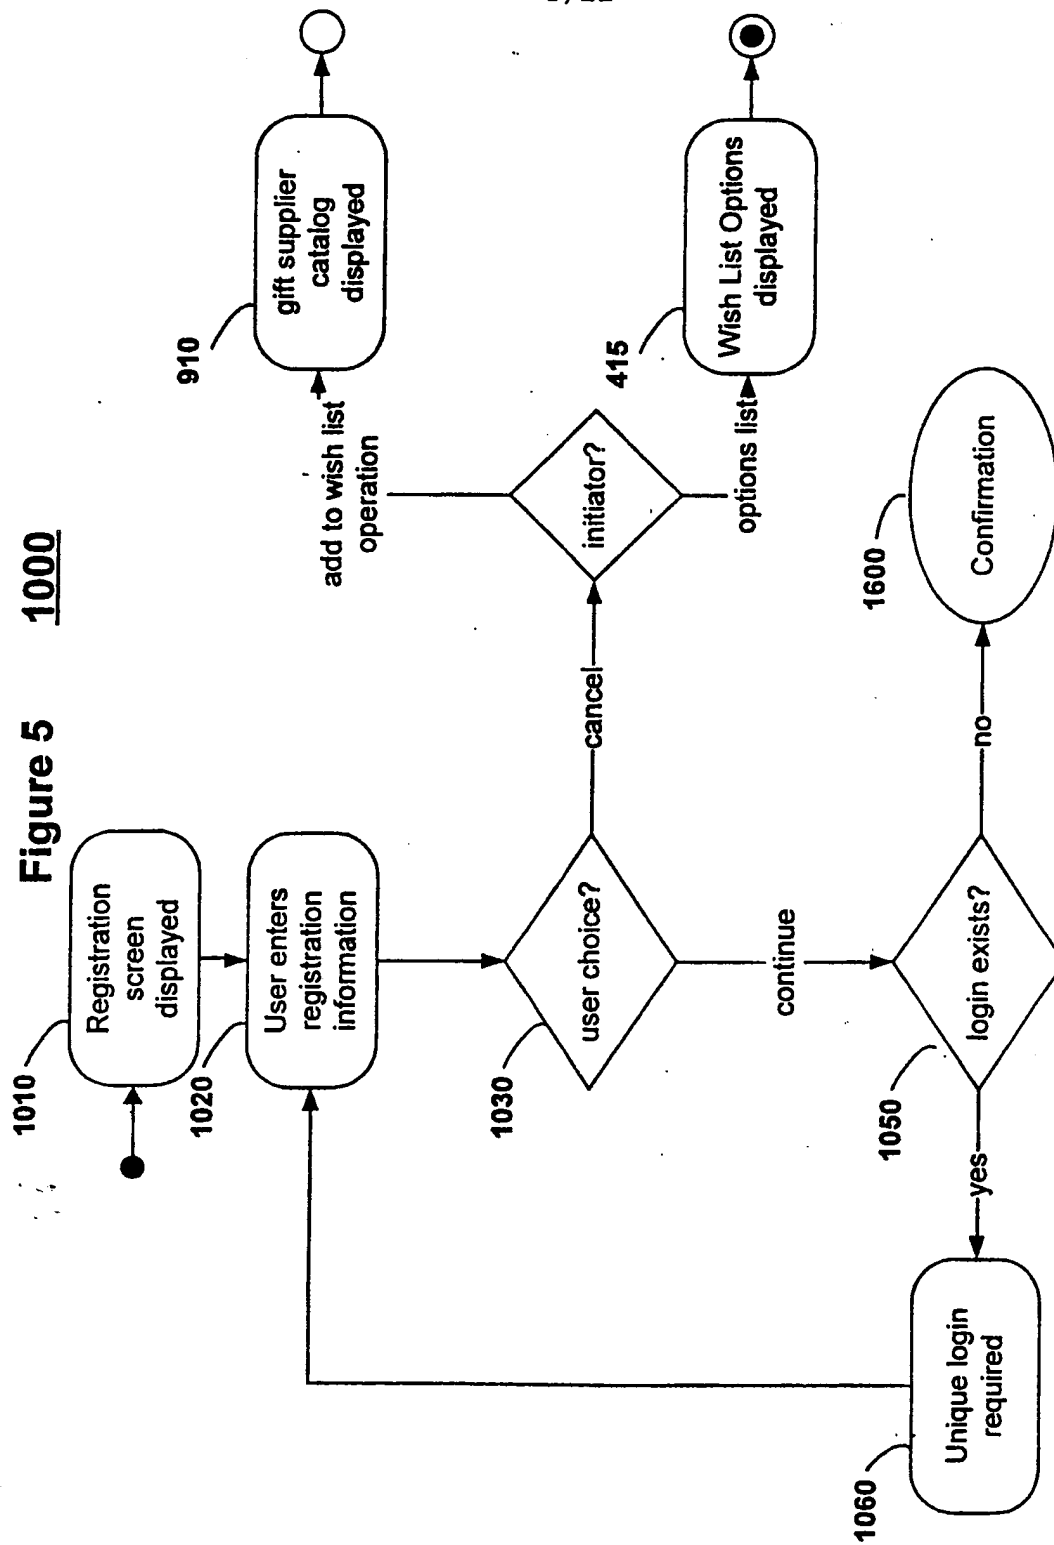 Figure 5
1000
1010
Registration
screen
displayed
1020
User enters
registration
information
1030
user choice?
cancel
initiator?
add to wish list
operation
910
gift supplier
catalog
displayed
options list
415
Wish List Options
displayed
continue
1050
login exists?
no
1600
Confirmation
yes
1060
Unique login
required